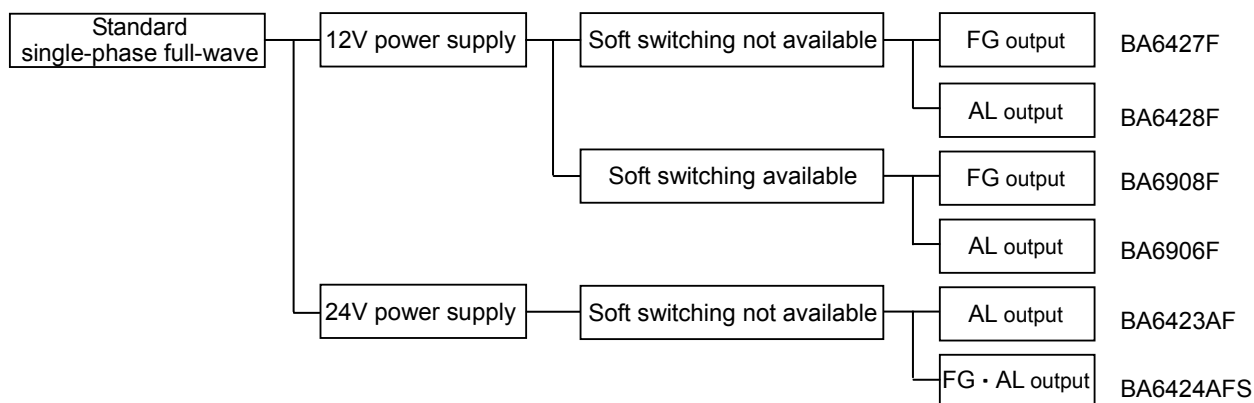 Standard
single-phase full-wave
12V power supply
Soft switching not available
FG output
BA6427F
AL output
BA6428F
Soft switching available
FG output
BA6908F
AL output
BA6906F
24V power supply
Soft switching not available
AL output
BA6423AF
FG・AL output
BA6424AFS